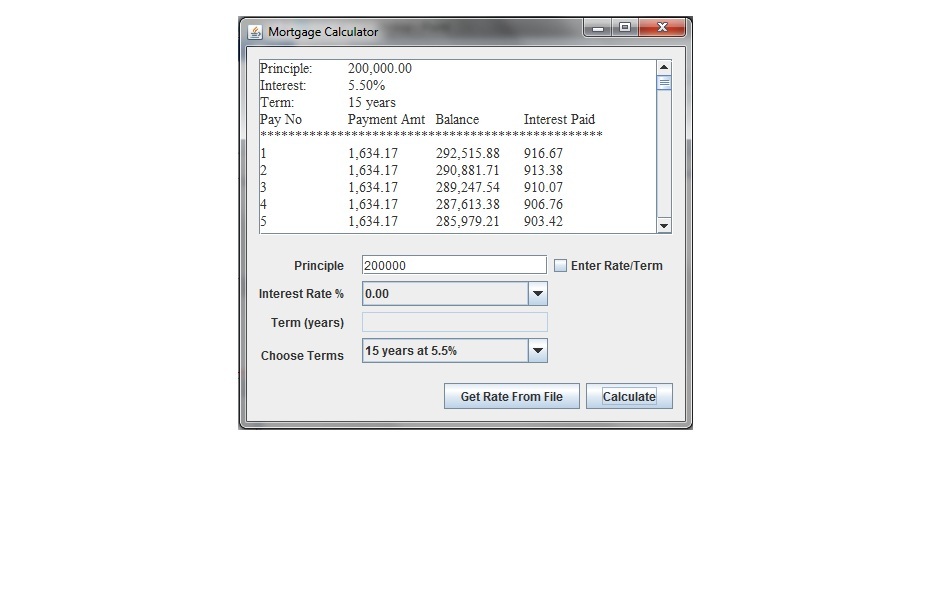 Mortgage Calculator
Principle: 200,000.00
Interest: 5.50%
Term: 15 years
Pay No Payment Amt Balance Interest Paid
*************************************************
1 1,634.17 292,515.88 916.67
2 1,634.17 290,881.71 913.38
3 1,634.17 289,247.54 910.07
4 1,634.17 287,613.38 906.76
5 1,634.17 285,979.21 903.42
Principle 200000 Enter Rate/Term
Interest Rate % 0.00
Term (years)
Choose Terms 15 years at 5.5%
Get Rate From File Calculate